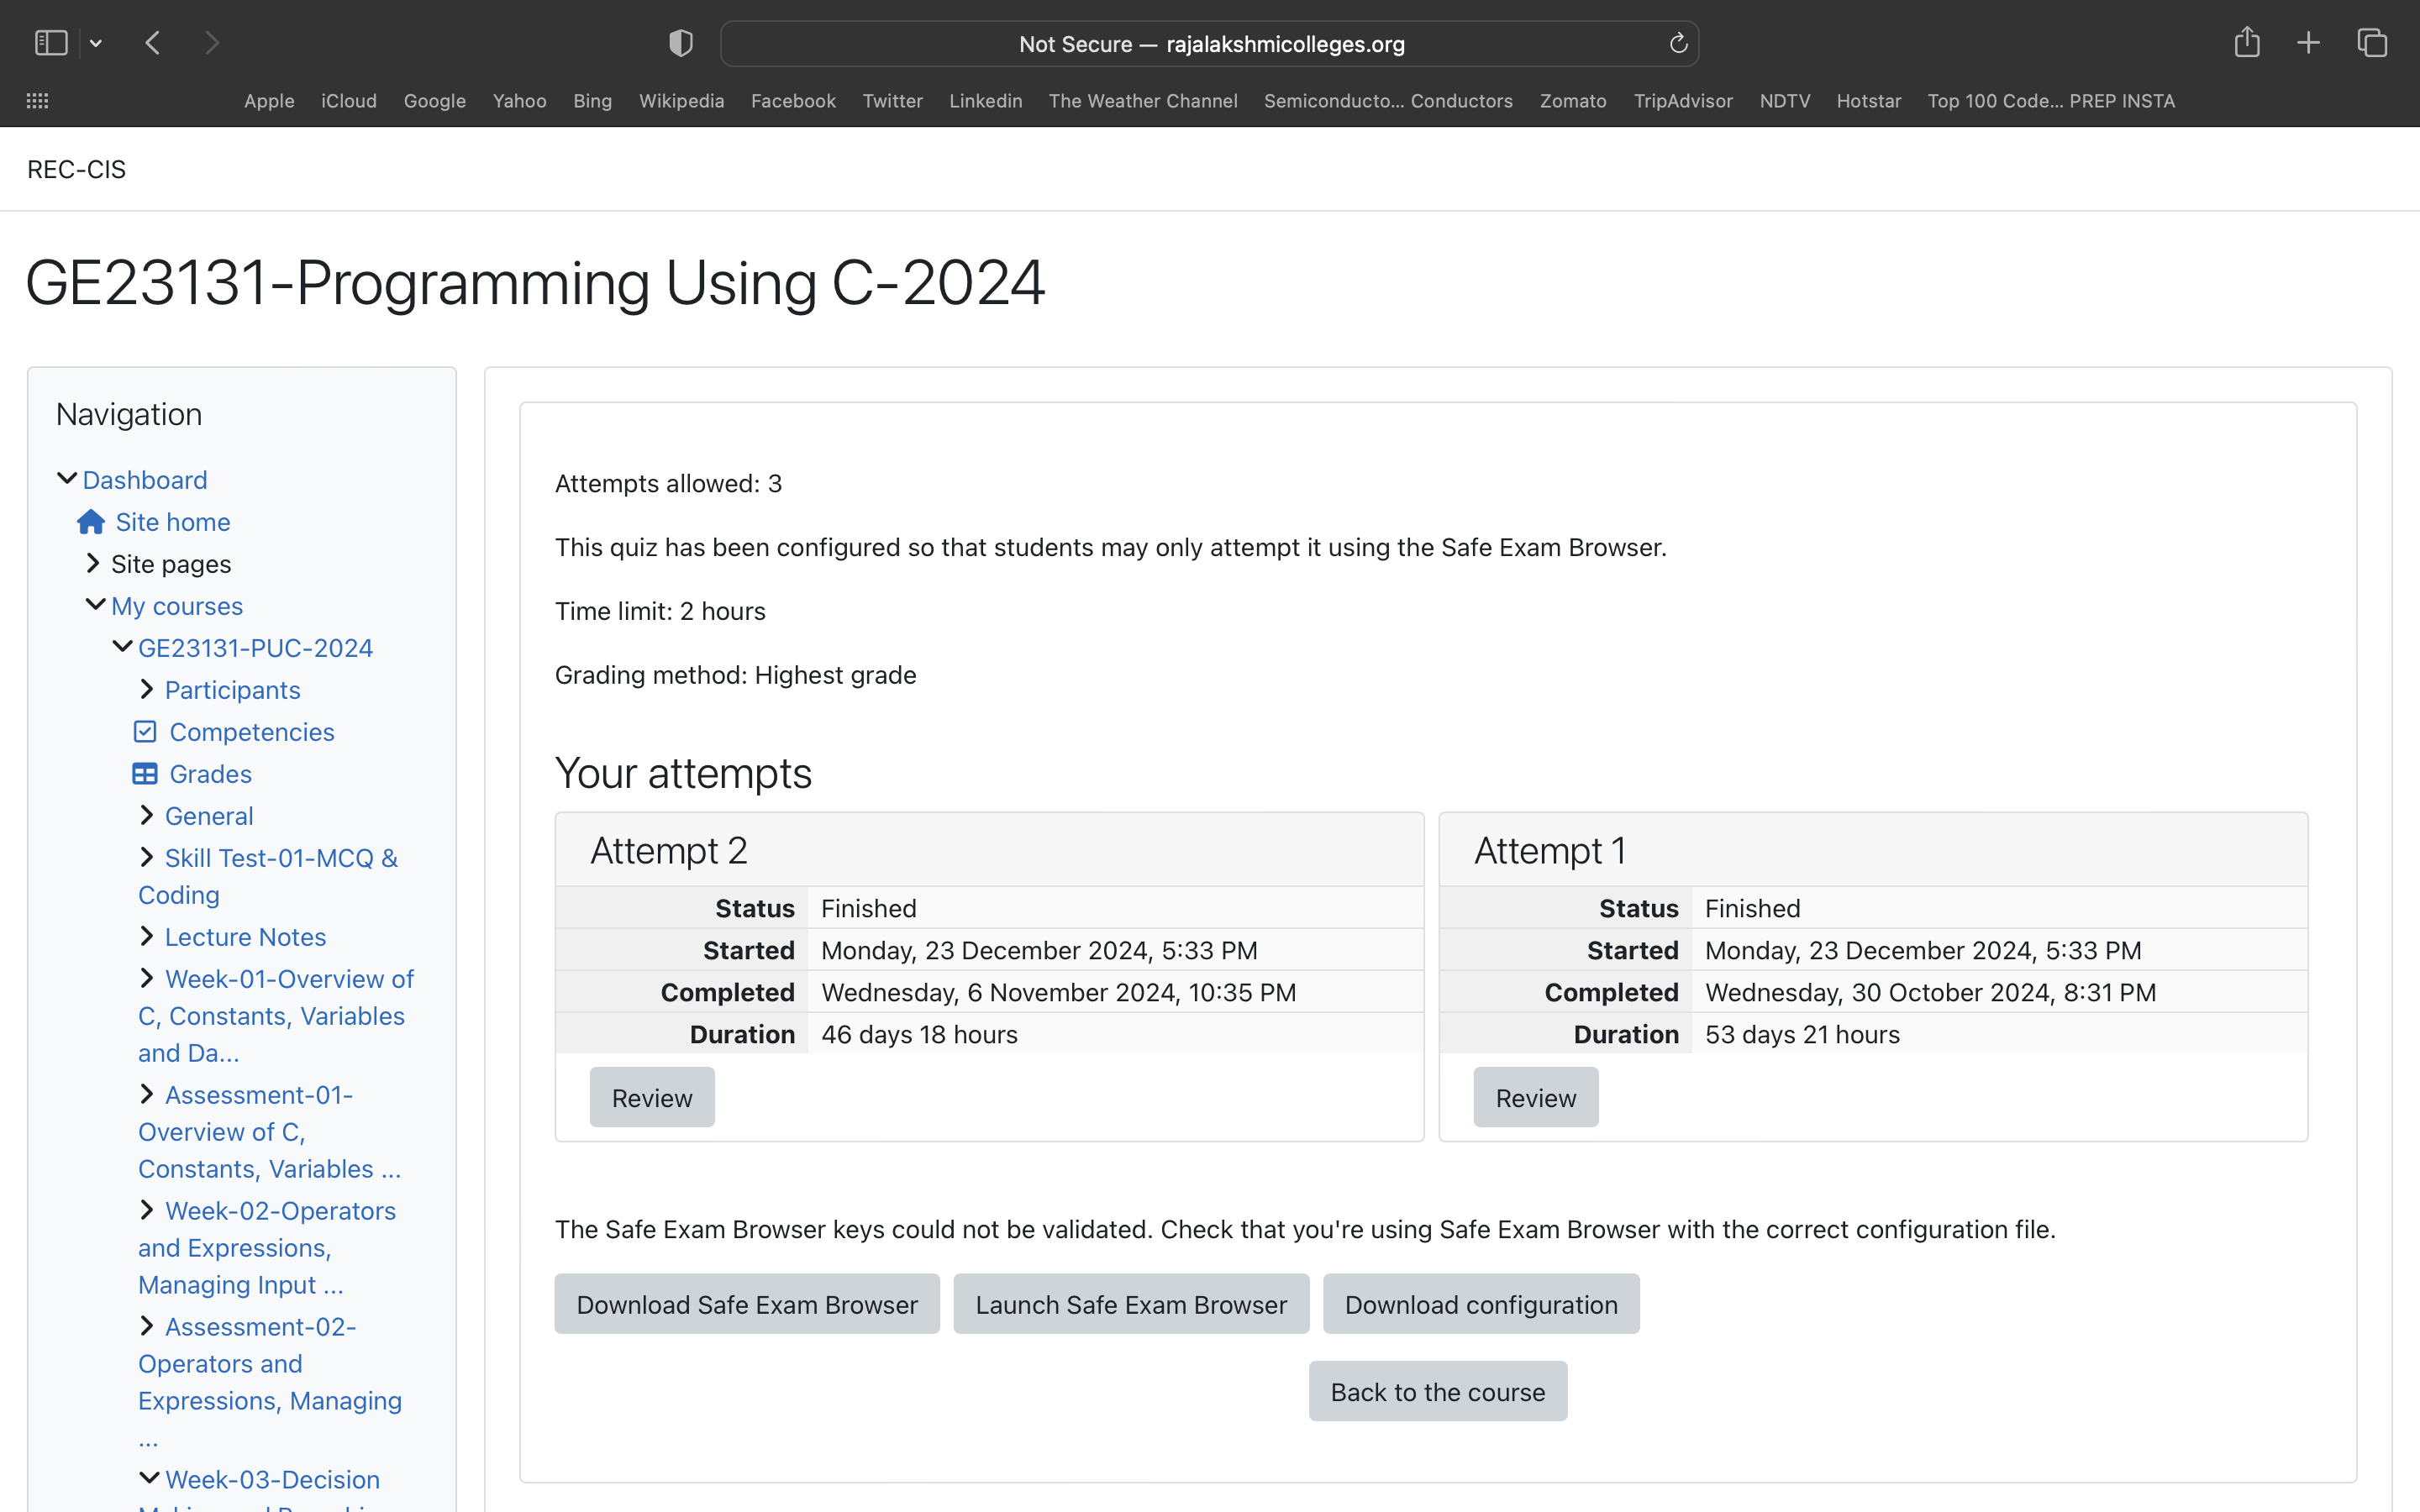 Not Secure — rajalakshmicolleges.org
Apple iCloud Google Yahoo Bing Wikipedia Facebook Twitter Linkedin The Weather Channel Semiconducto... Conductors Zomato TripAdvisor NDTV Hotstar Top 100 Code... PREP INSTA
REC-CIS
GE23131-Programming Using C-2024
Navigation
Dashboard
Site home
Site pages
My courses
GE23131-PUC-2024
Participants
Competencies
Grades
General
Skill Test-01-MCQ &
Coding
Lecture Notes
Week-01-Overview of
C, Constants, Variables
and Da...
Assessment-01-
Overview of C,
Constants, Variables ...
Week-02-Operators
and Expressions,
Managing Input ...
Assessment-02-
Operators and
Expressions, Managing
...
Week-03-Decision
Attempts allowed: 3
This quiz has been configured so that students may only attempt it using the Safe Exam Browser.
Time limit: 2 hours
Grading method: Highest grade
Your attempts
Attempt 2
Status Finished
Started Monday, 23 December 2024, 5:33 PM
Completed Wednesday, 6 November 2024, 10:35 PM
Duration 46 days 18 hours
Review
Attempt 1
Status Finished
Started Monday, 23 December 2024, 5:33 PM
Completed Wednesday, 30 October 2024, 8:31 PM
Duration 53 days 21 hours
Review
The Safe Exam Browser keys could not be validated. Check that you're using Safe Exam Browser with the correct configuration file.
Download Safe Exam Browser Launch Safe Exam Browser Download configuration
Back to the course